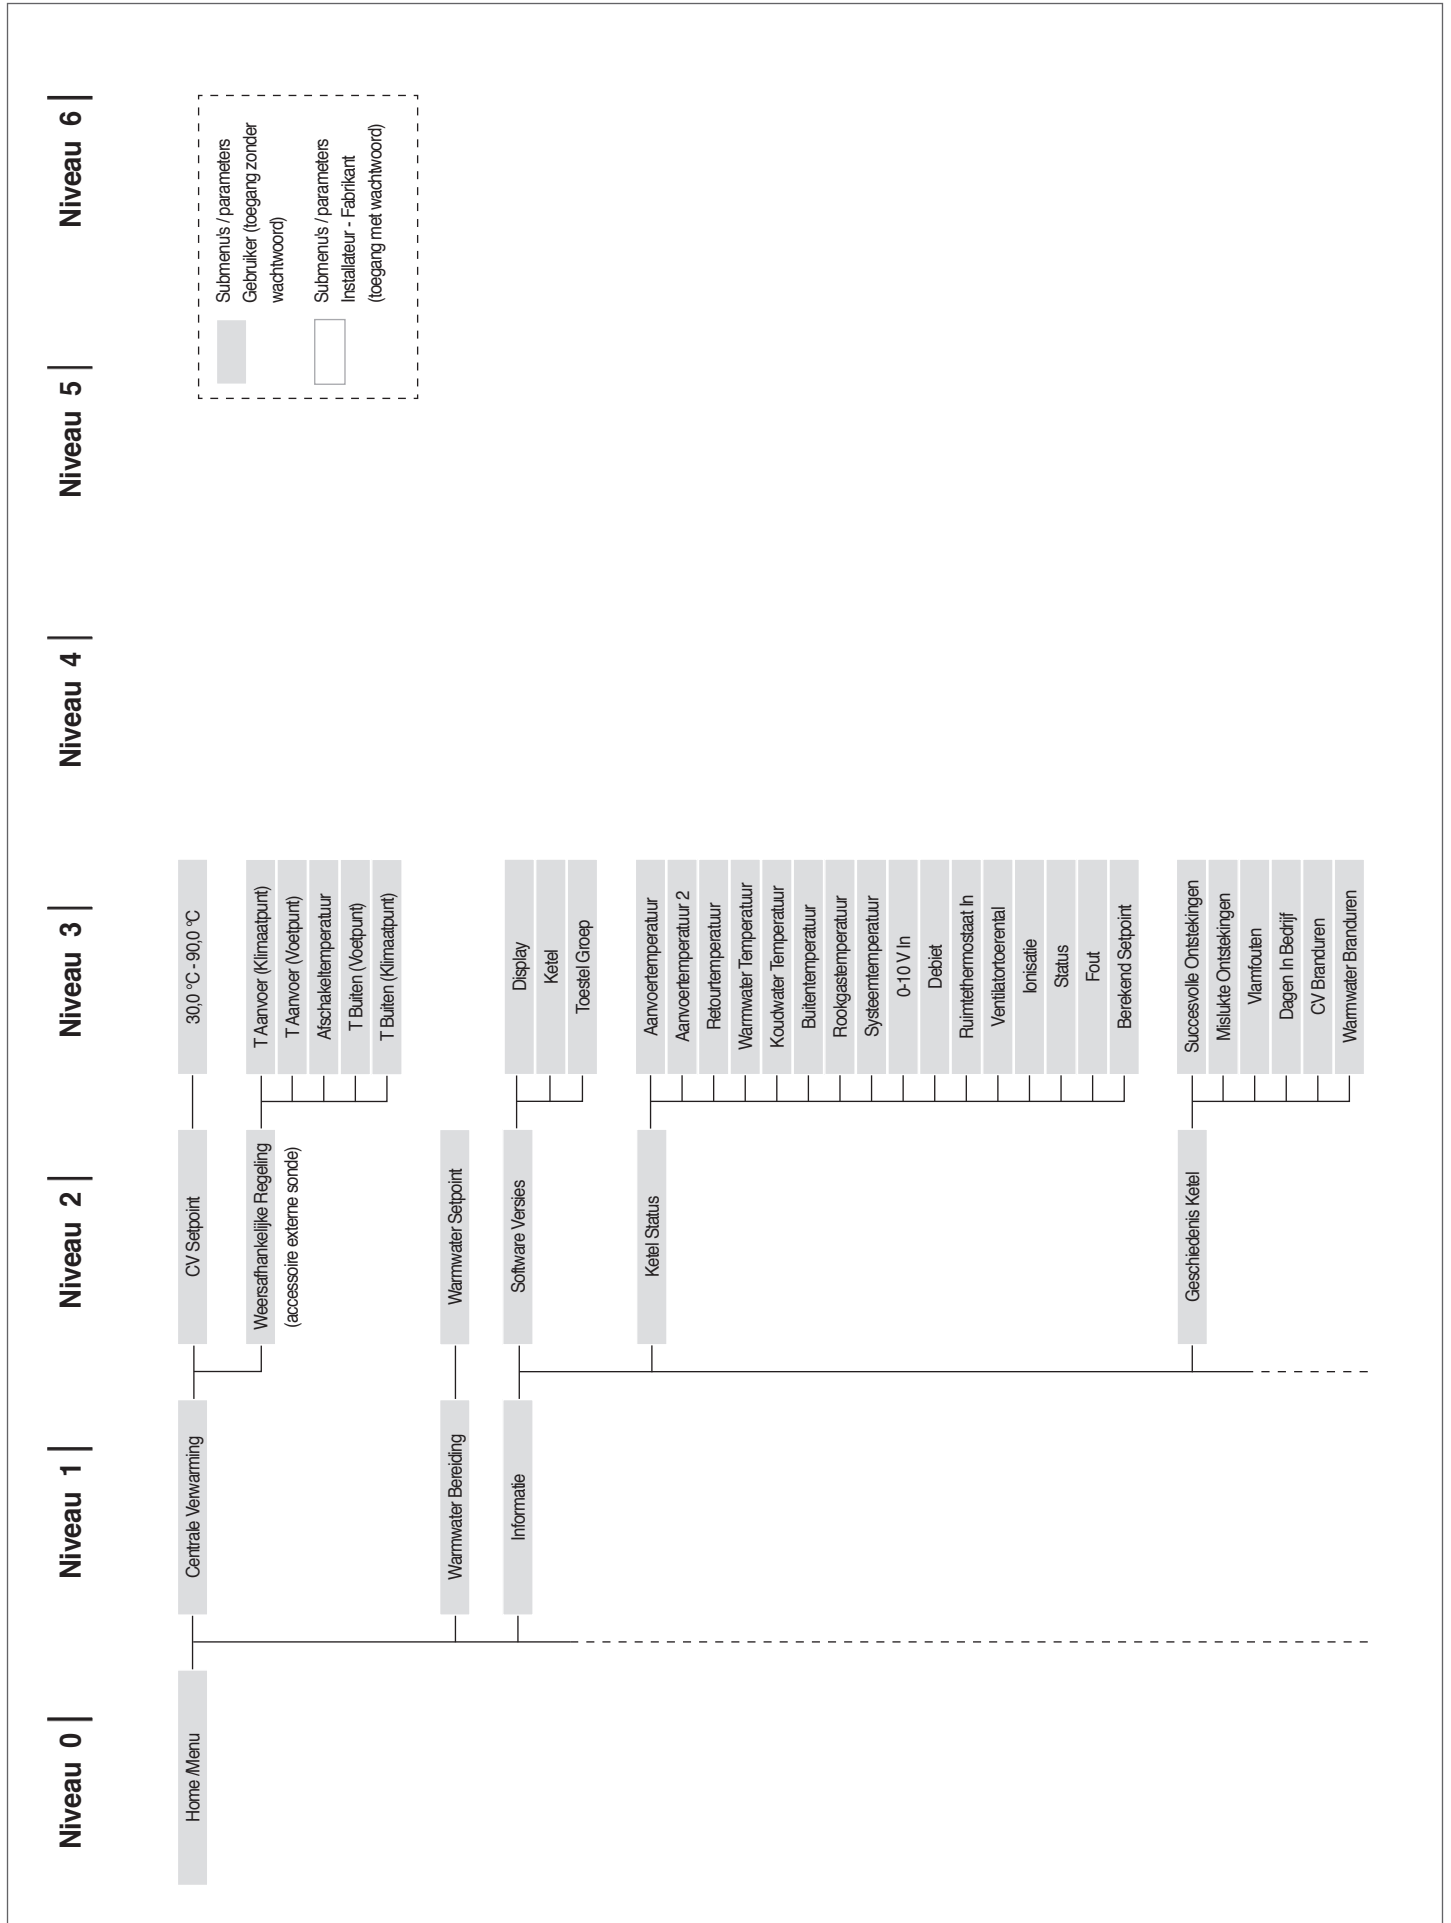 Niveau 0
Niveau 1
Niveau 2
Niveau 3
Niveau 4
Niveau 5
Niveau 6
Home /Menu
Centrale Verwarming
CV Setpoint
30,0 °C - 90,0 °C
Weersafhankelijke Regeling
(accessoire externe sonde)
T Aanvoer (Klimaatpunt)
T Aanvoer (Voetpunt)
Afschakeltemperatuur
T Buiten (Voetpunt)
T Buiten (Klimaatpunt)
Warmwater Bereiding
Warmwater Setpoint
Informatie
Software Versies
Display
Ketel
Toestel Groep
Ketel Status
Aanvoertemperatuur
Aanvoertemperatuur 2
Retourtemperatuur
Warmwater Temperatuur
Koudwater Temperatuur
Buitentemperatuur
Rookgastemperatuur
Systeemtemperatuur
0-10 V In
Debiet
Ruimtethermostaat In
Ventilatortoerental
Ionisatie
Status
Fout
Berekend Setpoint
Geschiedenis Ketel
Succesvolle Ontstekingen
Mislukte Ontstekingen
Vlamfouten
Dagen In Bedrijf
CV Branduren
Warmwater Branduren
Submenu's / parameters
Gebruiker (toegang zonder
wachtwoord)
Submenu's / parameters
Installateur - Fabrikant
(toegang met wachtwoord)